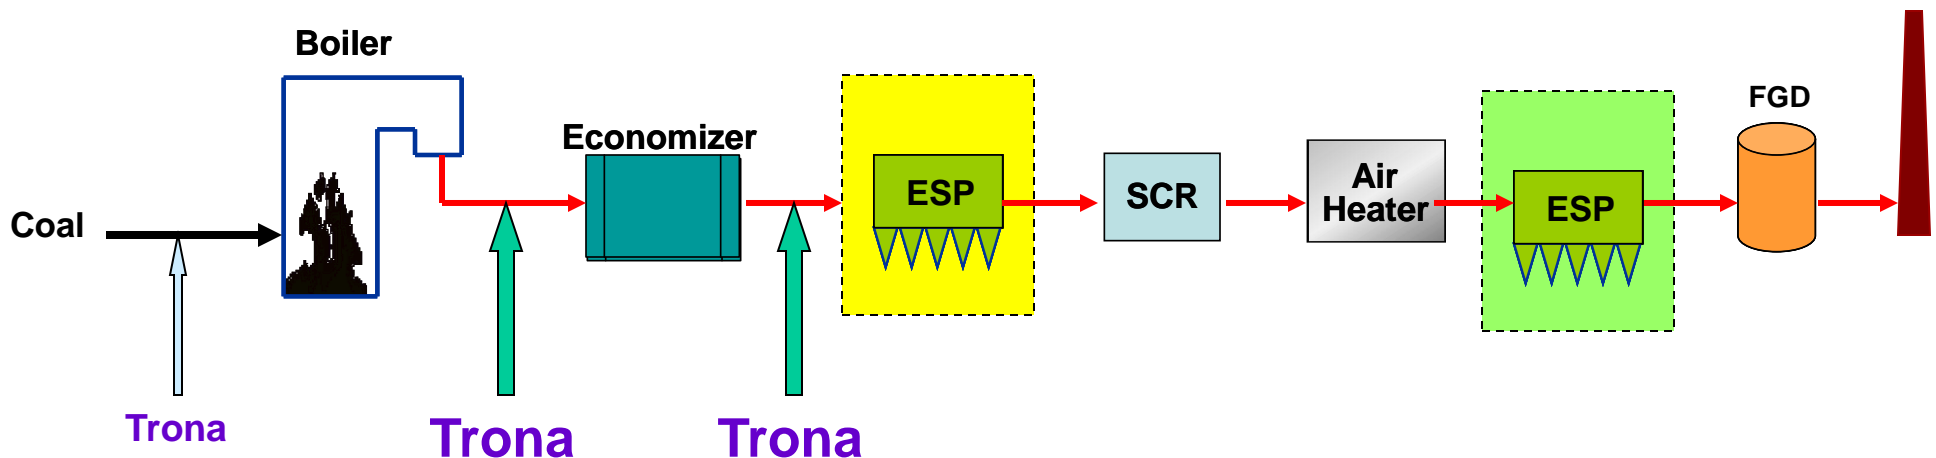 Boiler
FGD
Economizer
Coal
ESP
SCR
Air
Heater
ESP
Trona
Trona
Trona